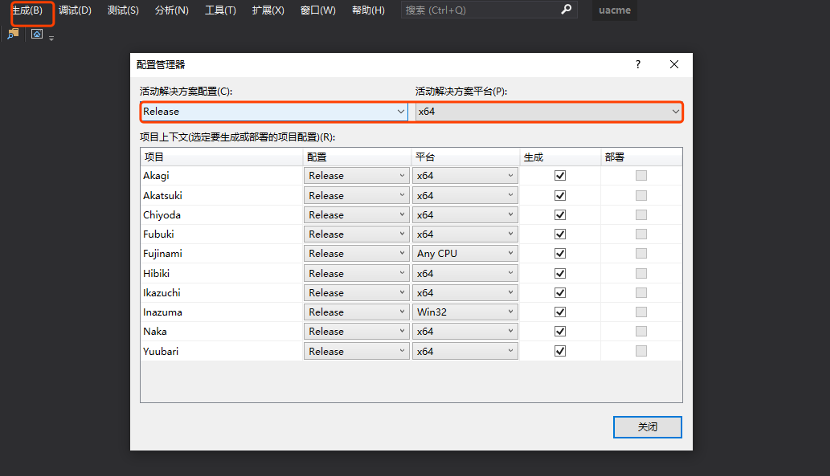 生成(B) 调试(D) 测试(S) 分析(N) 工具(T) 扩展(X) 窗口(W) 帮助(H) 搜索 (Ctrl+Q) uacme
配置管理器 ?
活动解决方案配置(C): 活动解决方案平台(P):
Release x64
项目上下文(选定要生成或部署的项目配置)(R):
项目 配置 平台 生成 部署
Akagi Release x64
Akatsuki Release x64
Chiyoda Release x64
Fubuki Release x64
Fujinami Release Any CPU
Hibiki Release x64
Ikazuchi Release x64
Inazuma Release Win32
Naka Release x64
Yuubari Release x64
关闭